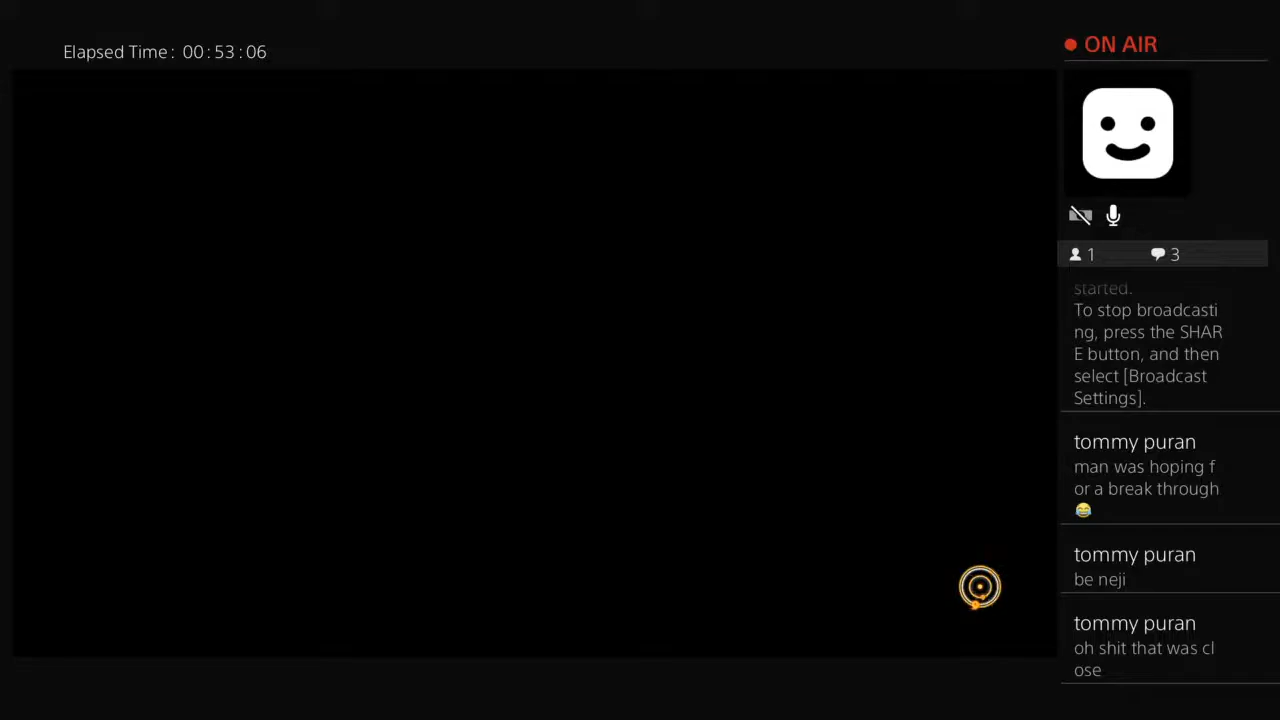 Elapsed Time: 00:53:06
ON AIR
1
3
started.
To stop broadcasti
ng, press the SHAR
E button, and then
select [Broadcast
Settings].
tommy puran
man was hoping f
or a break through
😂
tommy puran
be neji
tommy puran
oh shit that was cl
ose